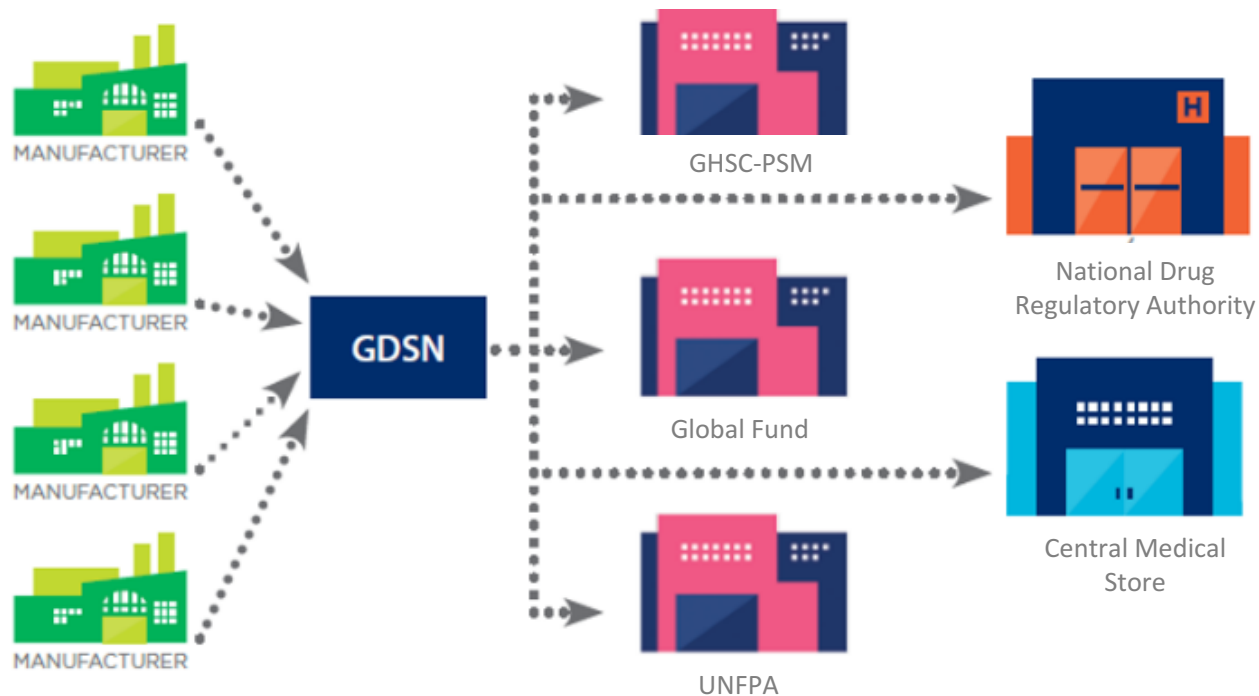 MANUFACTURER
MANUFACTURER
MANUFACTURER
MANUFACTURER
GDSN
GHSC-PSM
Global Fund
UNFPA
H
National Drug
Regulatory Authority
Central Medical
Store